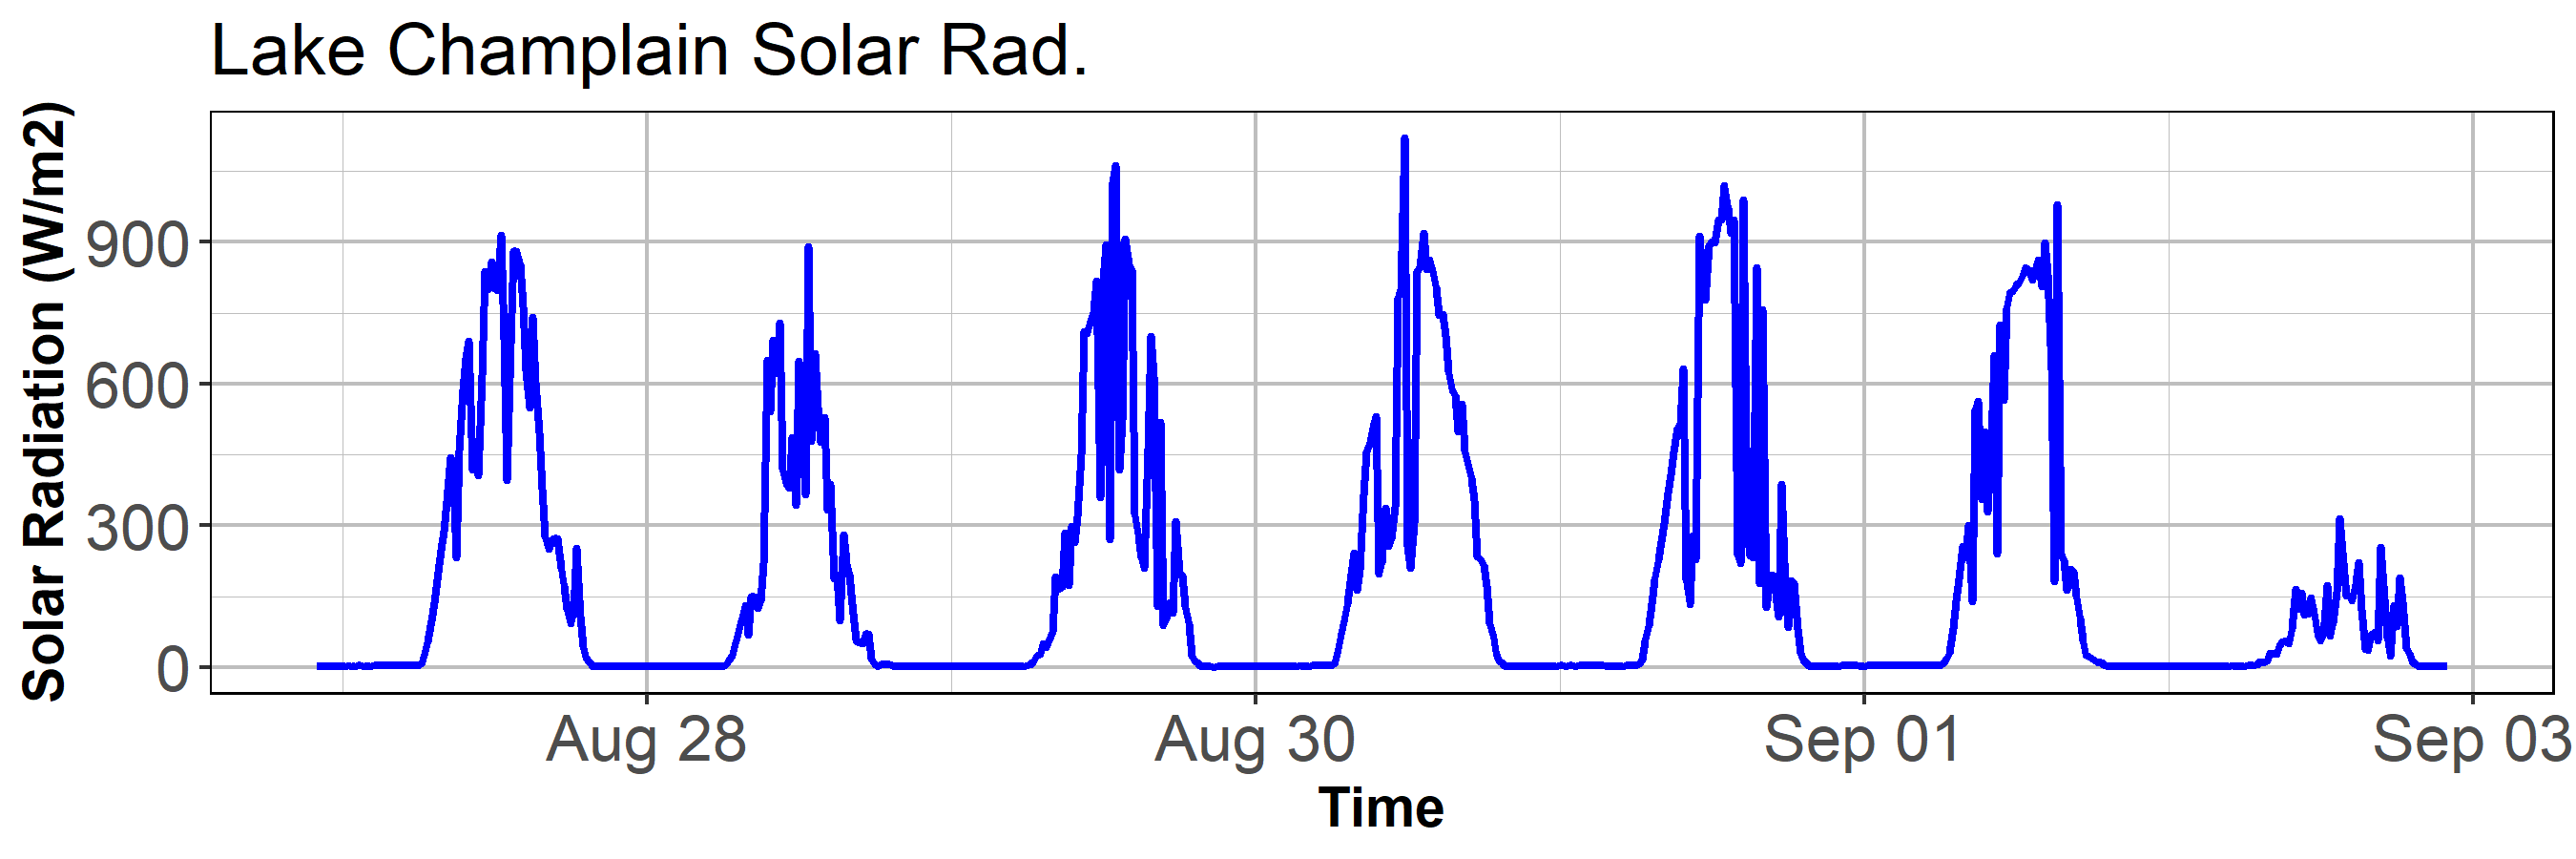 Lake Champlain Solar Rad.
Solar Radiation (W/m2)
900
600
300
0
Aug 28 Aug 30 Sep 01 Sep 03
Time